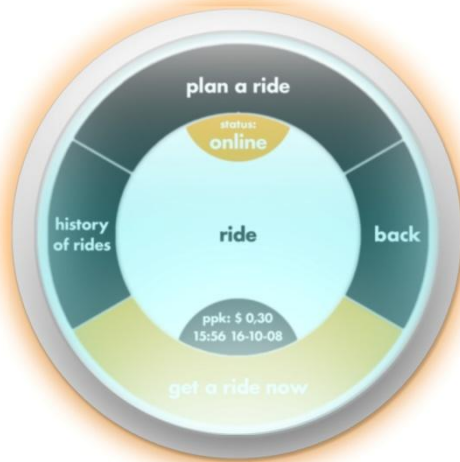 plan a ride
status:
online
history
of rides
ride
back
ppk: $ 0,30
15:56 16-10-08
get a ride now